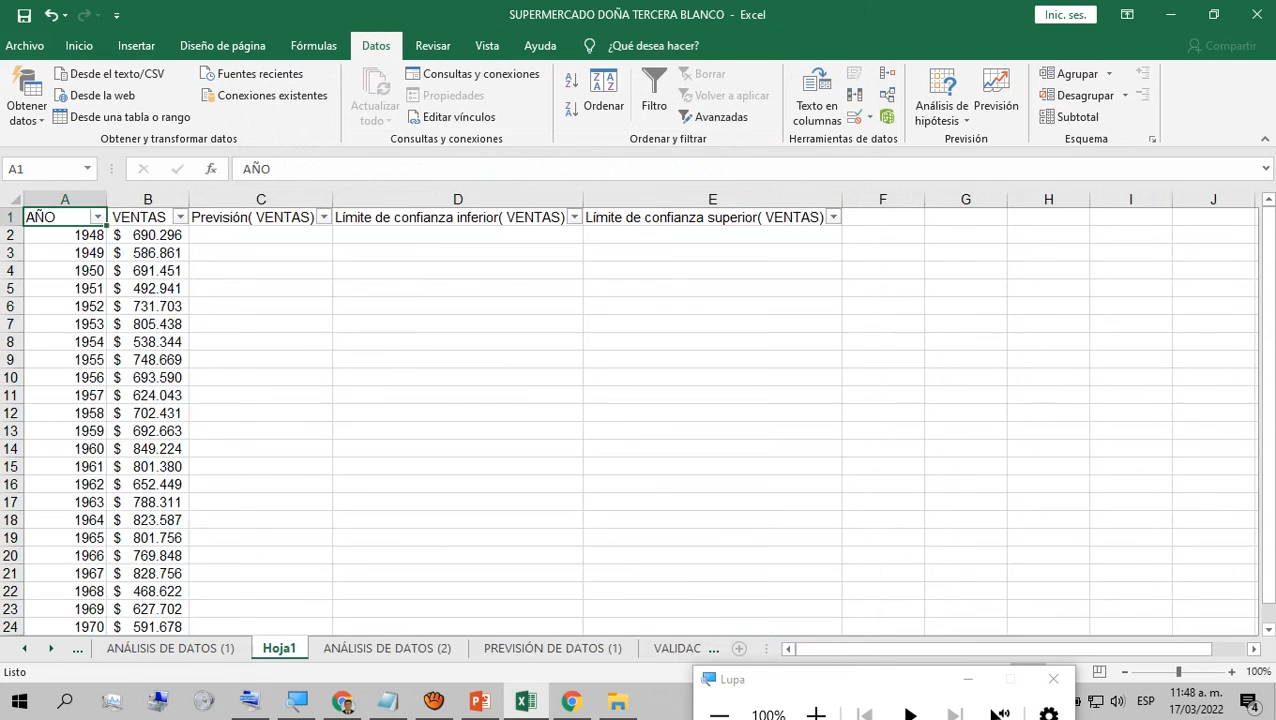 SUPERMERCADO DOÑA TERCERA BLANCO - Excel
Inic. ses.
Archivo Inicio Insertar Diseño de página Fórmulas Datos Revisar Vista Ayuda ¿Qué desea hacer? Compartir
Obtener datos
Desde el texto/CSV
Desde la web
Desde una tabla o rango
Fuentes recientes
Conexiones existentes
Obtener y transformar datos
Actualizar todo
Consultas y conexiones
Propiedades
Editar vínculos
Consultas y conexiones
Ordenar
Filtro
Borrar
Volver a aplicar
Avanzadas
Ordenar y filtrar
Texto en columnas
Herramientas de datos
Análisis de hipótesis
Previsión
Previsión
Agrupar
Desagrupar
Subtotal
Esquema
A1 fx AÑO
A B C D E F G H I J
1 AÑO VENTAS Previsión( VENTAS) Límite de confianza inferior( VENTAS) Límite de confianza superior( VENTAS)
2 1948 $ 690.296
3 1949 $ 586.861
4 1950 $ 691.451
5 1951 $ 492.941
6 1952 $ 731.703
7 1953 $ 805.438
8 1954 $ 538.344
9 1955 $ 748.669
10 1956 $ 693.590
11 1957 $ 624.043
12 1958 $ 702.431
13 1959 $ 692.663
14 1960 $ 849.224
15 1961 $ 801.380
16 1962 $ 652.449
17 1963 $ 788.311
18 1964 $ 823.587
19 1965 $ 801.756
20 1966 $ 769.848
21 1967 $ 828.756
22 1968 $ 468.622
23 1969 $ 627.702
24 1970 $ 591.678
... ANÁLISIS DE DATOS (1) Hoja1 ANÁLISIS DE DATOS (2) PREVISIÓN DE DATOS (1) VALIDAC ...
Listo
100%
Lupa
100%
ESP
11:48 a. m.
17/03/2022
4